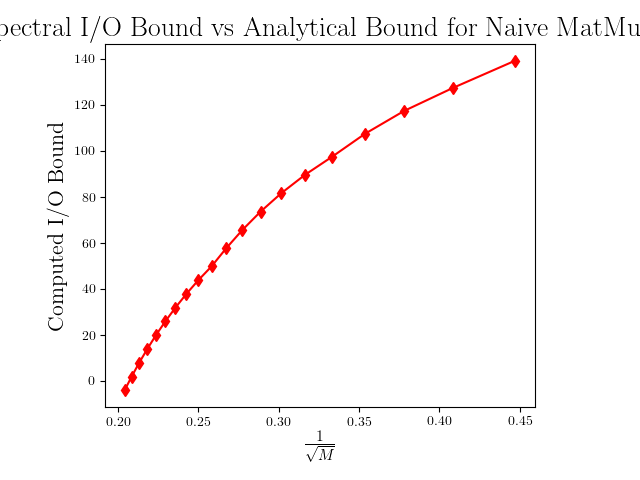 pectral I/O Bound vs Analytical Bound for Naive MatMu
Computed I/O Bound
140
120
100
80
60
40
20
0
0.20 0.25 0.30 0.35 0.40 0.45
1/√M